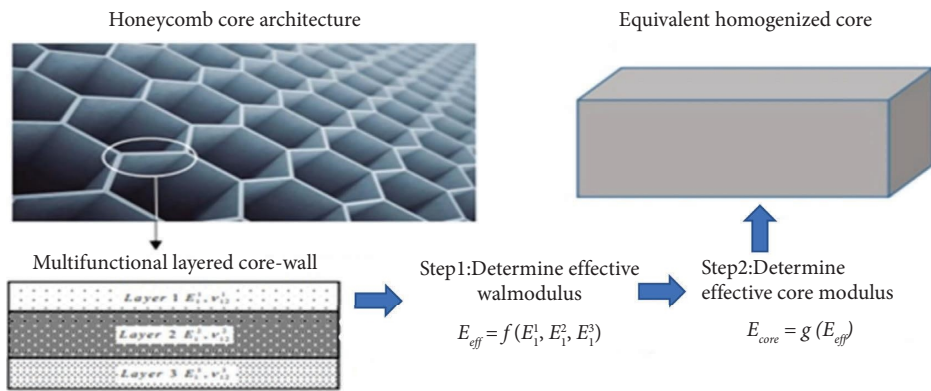 Honeycomb core architecture
Equivalent homogenized core
Multifunctional layered core-wall
Layer 1 E₁¹, ν₁₂¹
Layer 2 E₁², ν₁₂²
Layer 3 E₁³, ν₁₂³
Step1:Determine effective
walmodulus
E_eff = f (E₁¹, E₁², E₁³)
Step2:Determine
effective core modulus
E_core = g (E_eff)